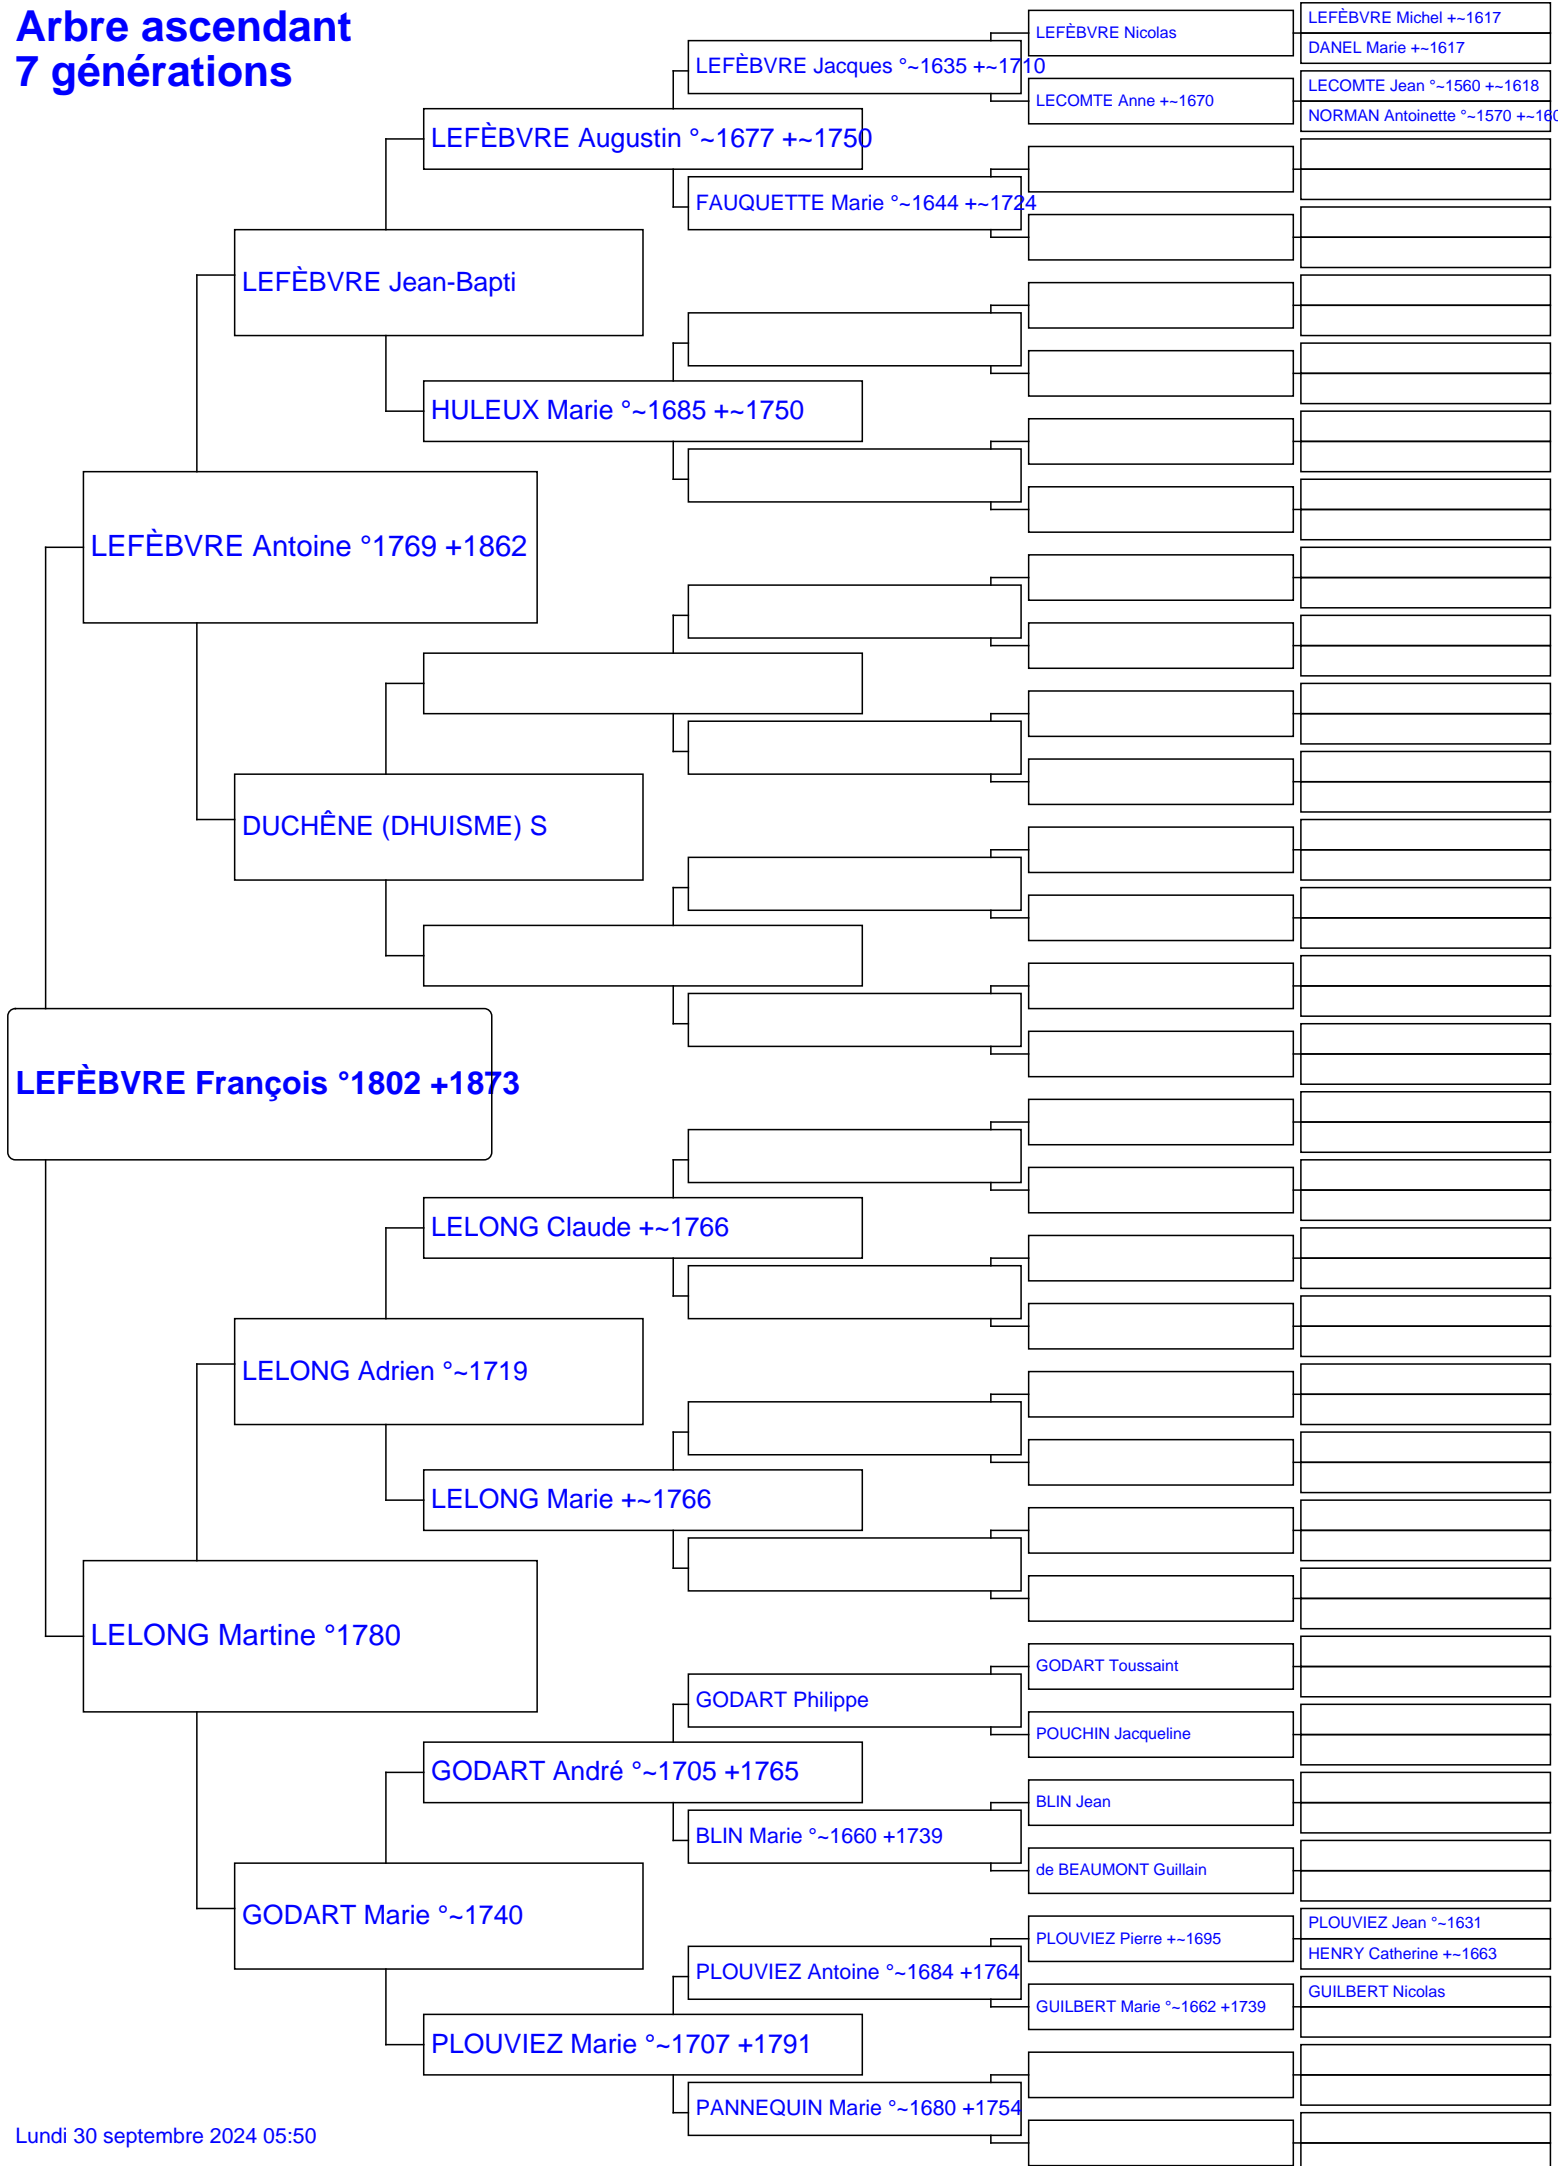 Arbre ascendant
7 générations
LEFÈBVRE Nicolas
LEFÈBVRE Michel +~1617
DANEL Marie +~1617
LEFÈBVRE Jacques °~1635 +~1710
LECOMTE Anne +~1670
LECOMTE Jean °~1560 +~1618
NORMAN Antoinette °~1570 +~160
LEFÈBVRE Augustin °~1677 +~1750
FAUQUETTE Marie °~1644 +~1724
LEFÈBVRE Jean-Bapti
HULEUX Marie °~1685 +~1750
LEFÈBVRE Antoine °1769 +1862
DUCHÊNE (DHUISME) S
LEFÈBVRE François °1802 +1873
LELONG Claude +~1766
LELONG Adrien °~1719
LELONG Marie +~1766
LELONG Martine °1780
GODART Toussaint
GODART Philippe
POUCHIN Jacqueline
GODART André °~1705 +1765
BLIN Jean
BLIN Marie °~1660 +1739
de BEAUMONT Guillain
GODART Marie °~1740
PLOUVIEZ Jean °~1631
PLOUVIEZ Pierre +~1695
HENRY Catherine +~1663
PLOUVIEZ Antoine °~1684 +1764
GUILBERT Nicolas
GUILBERT Marie °~1662 +1739
PLOUVIEZ Marie °~1707 +1791
PANNEQUIN Marie °~1680 +1754
Lundi 30 septembre 2024 05:50